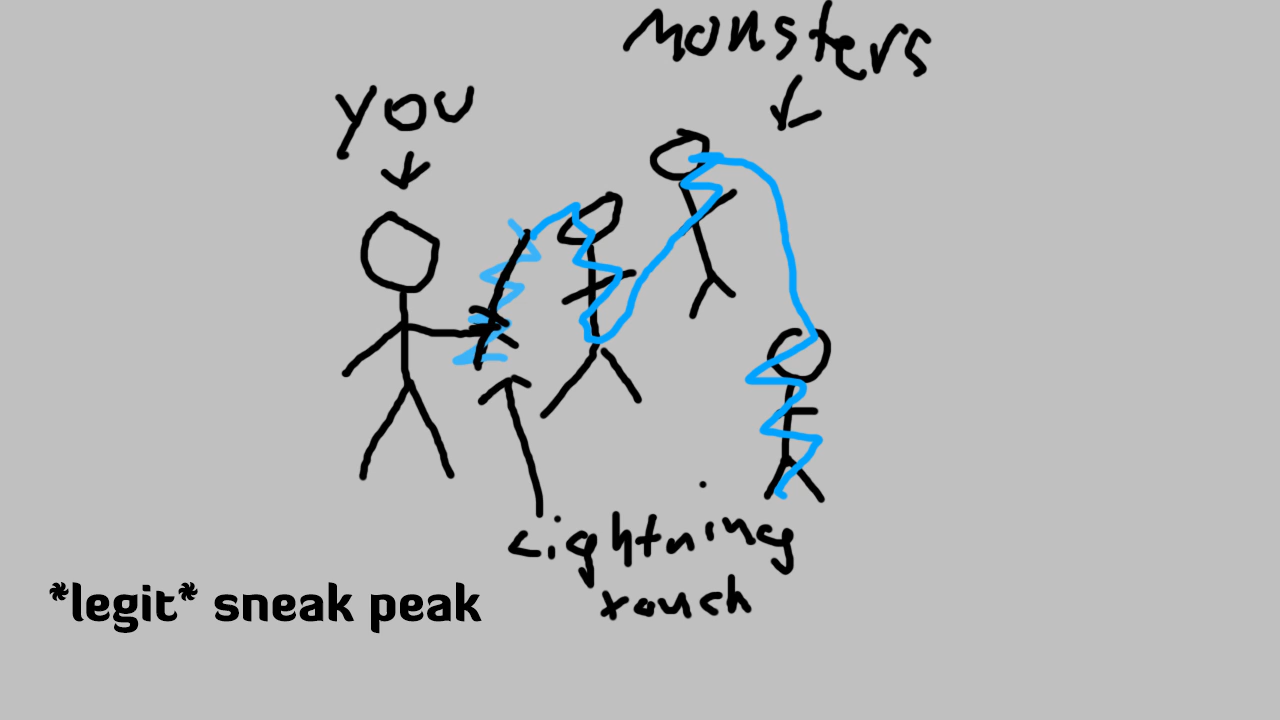 monsters
you
Lightning
touch
*legit* sneak peak